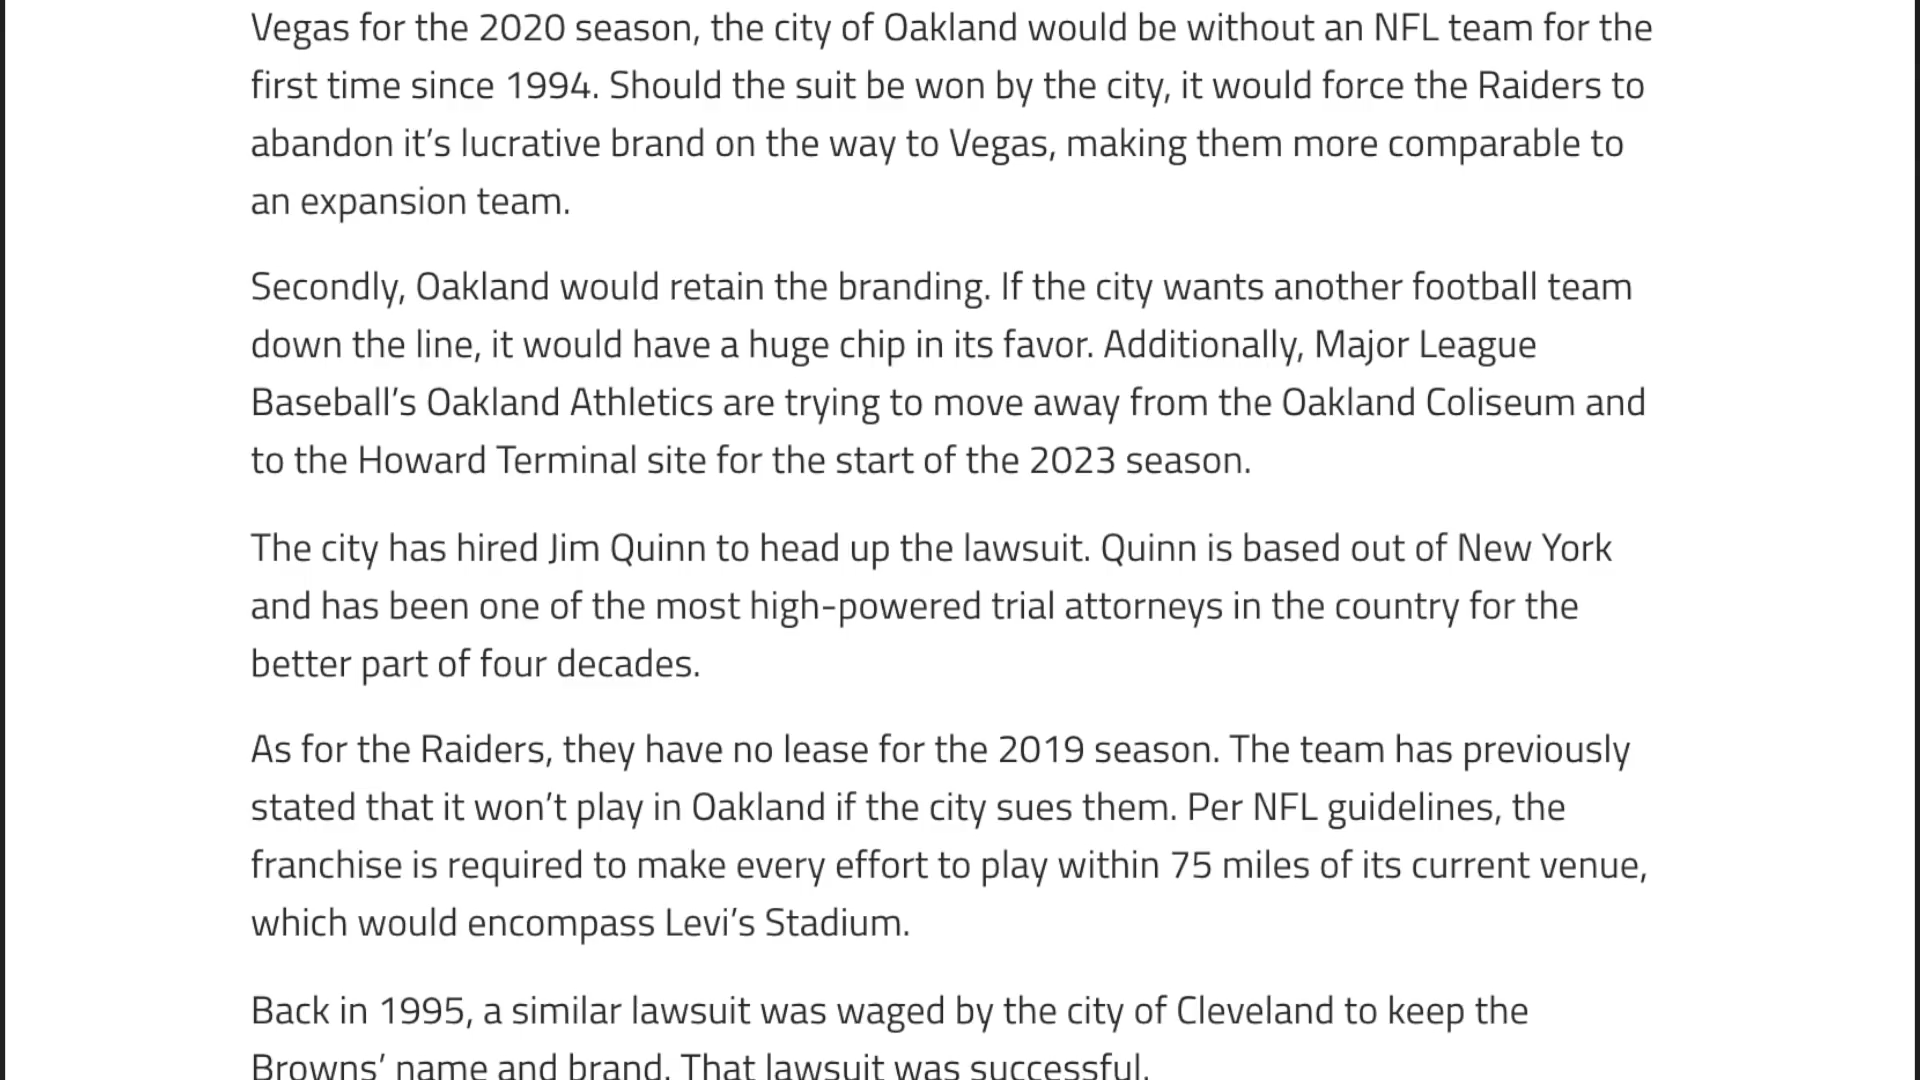 Vegas for the 2020 season, the city of Oakland would be without an NFL team for the
first time since 1994. Should the suit be won by the city, it would force the Raiders to
abandon it’s lucrative brand on the way to Vegas, making them more comparable to
an expansion team.
Secondly, Oakland would retain the branding. If the city wants another football team
down the line, it would have a huge chip in its favor. Additionally, Major League
Baseball’s Oakland Athletics are trying to move away from the Oakland Coliseum and
to the Howard Terminal site for the start of the 2023 season.
The city has hired Jim Quinn to head up the lawsuit. Quinn is based out of New York
and has been one of the most high-powered trial attorneys in the country for the
better part of four decades.
As for the Raiders, they have no lease for the 2019 season. The team has previously
stated that it won’t play in Oakland if the city sues them. Per NFL guidelines, the
franchise is required to make every effort to play within 75 miles of its current venue,
which would encompass Levi’s Stadium.
Back in 1995, a similar lawsuit was waged by the city of Cleveland to keep the
Browns’ name and brand. That lawsuit was successful.